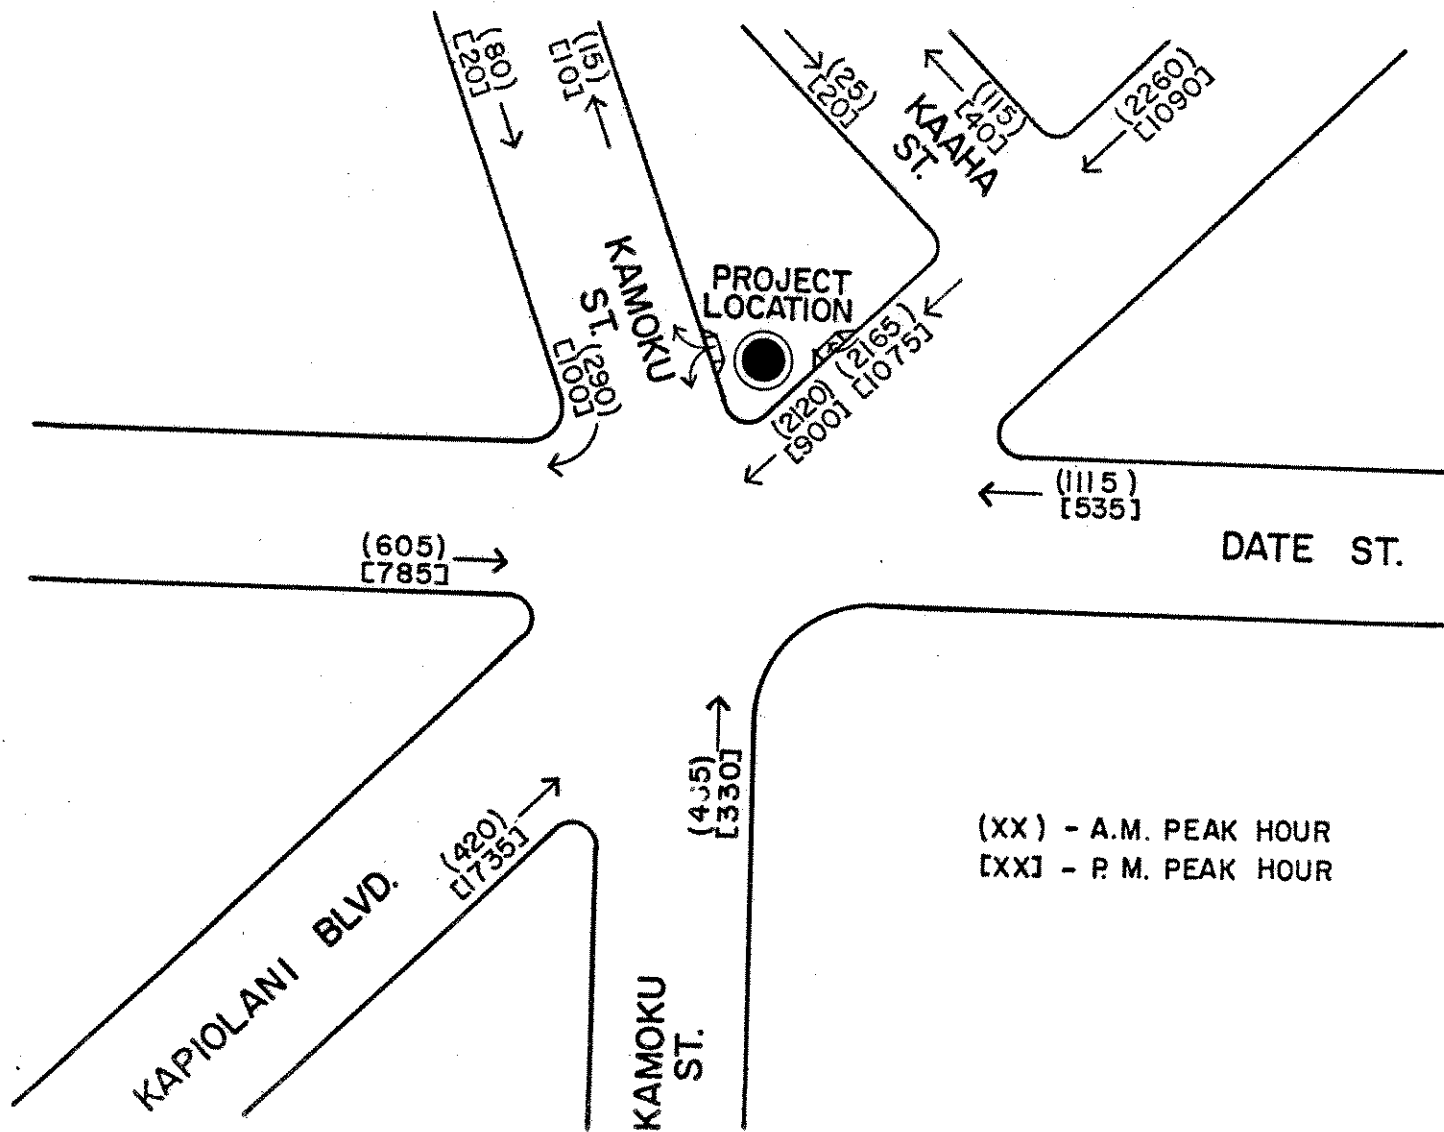 (80)
[20]
(15)
[10]
(25)
[20]
(115)
[40]
KAAHA
ST.
(2260)
[1090]
KAMOKU
ST.
PROJECT
LOCATION
(2165)
[1075]
(290)
[100]
(2120)
[900]
(1115)
[535]
DATE ST.
(605)
[785]
[330]
(420)
[1735]
(XX) - A.M. PEAK HOUR
[XX] - P.M. PEAK HOUR
KAPIOLANI BLVD.
KAMOKU
ST.